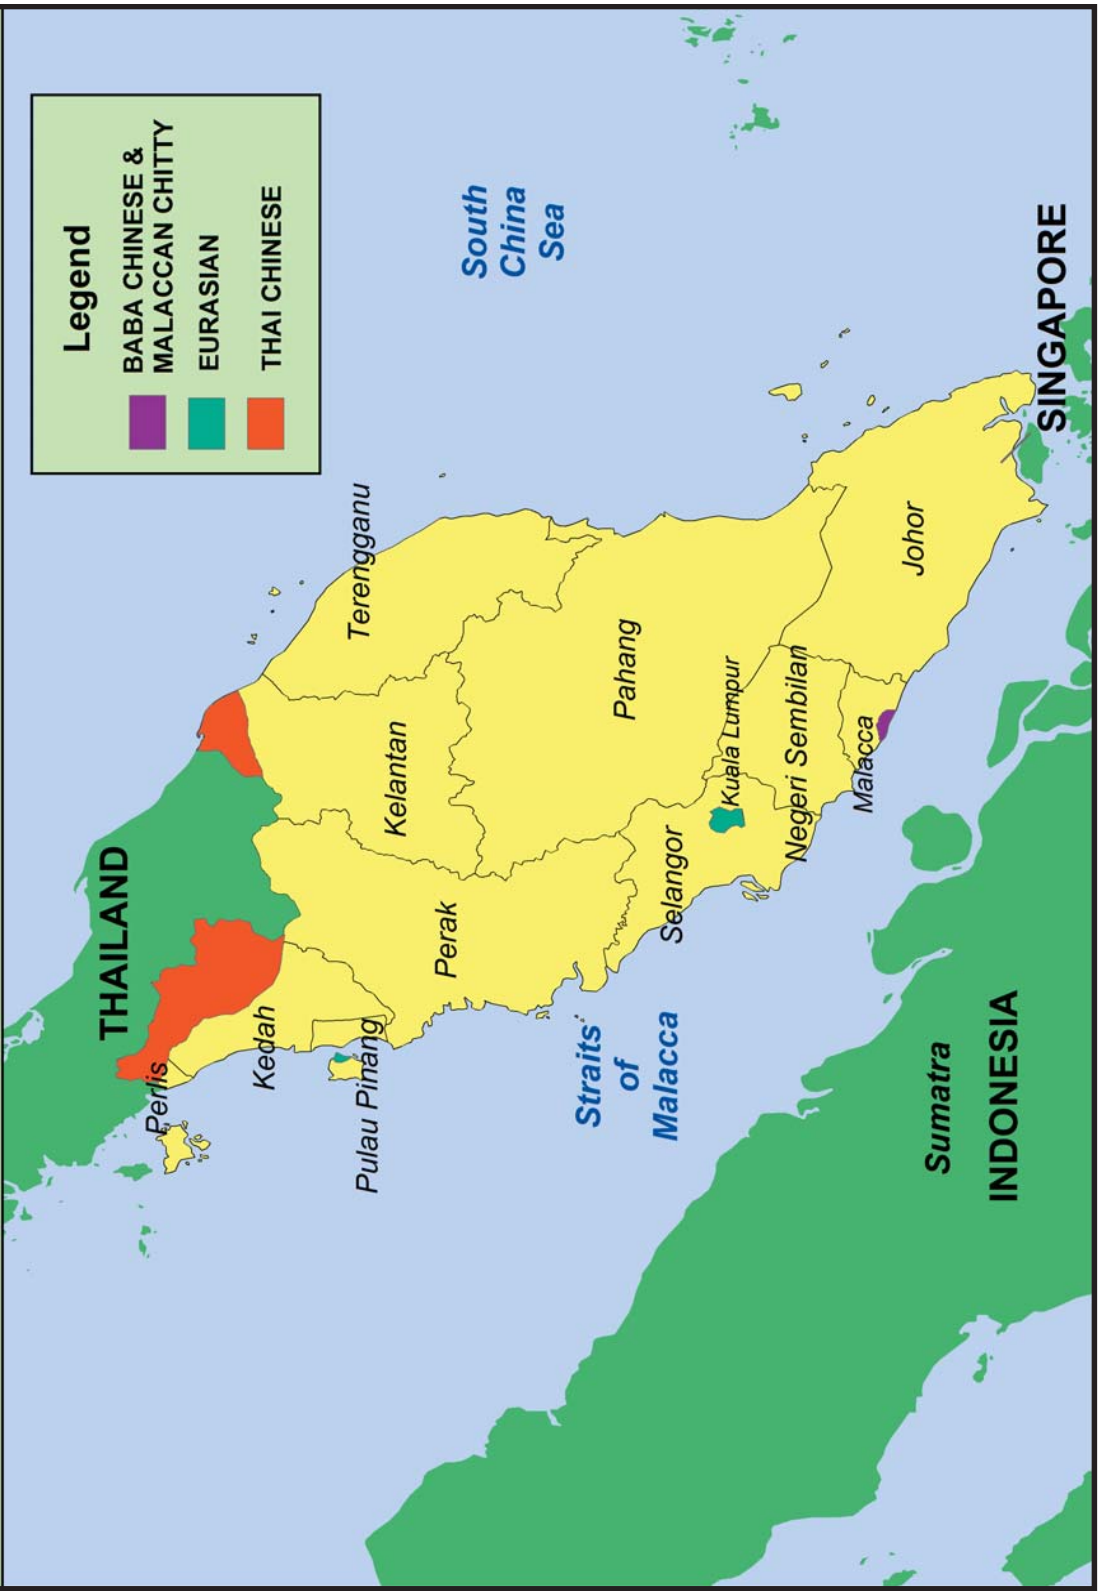 Legend
BABA CHINESE &
MALACCAN CHITTY
EURASIAN
THAI CHINESE
THAILAND
Perlis
Kedah
Pulau Pinang
Perak
Kelantan
Terengganu
South
China
Sea
Pahang
Selangor
Kuala Lumpur
Negeri Sembilan
Malacca
Johor
SINGAPORE
Straits
of
Malacca
Sumatra
INDONESIA